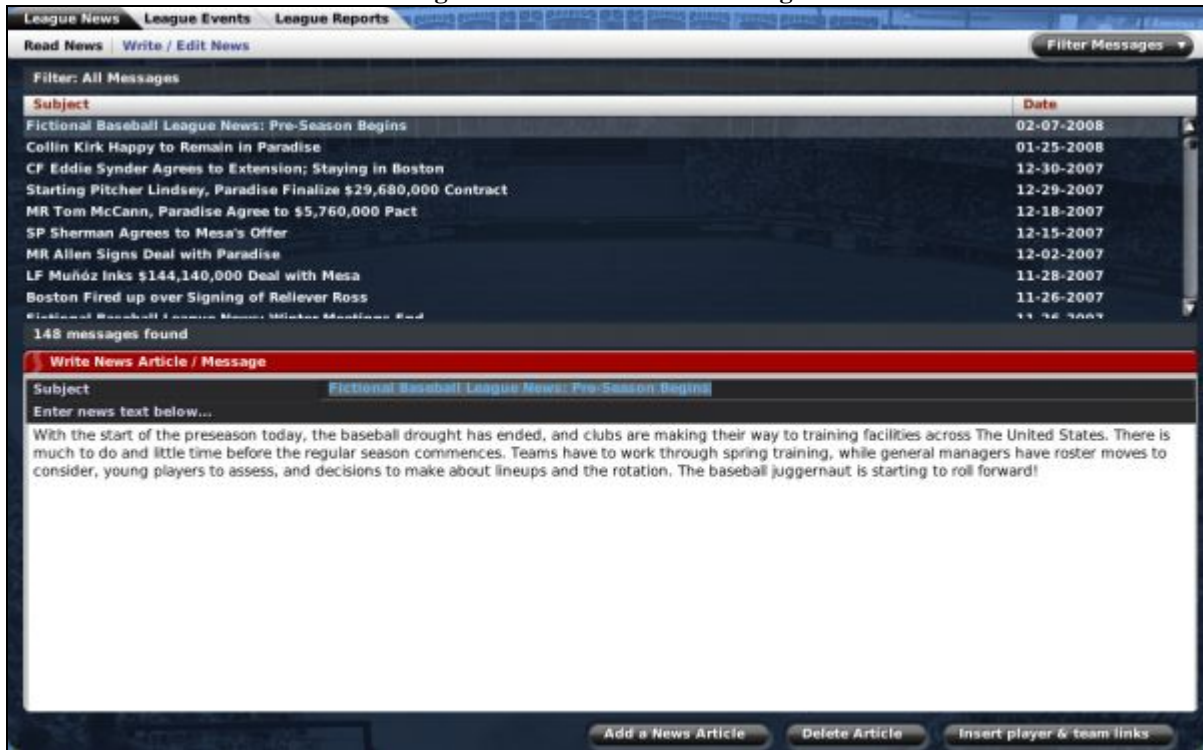 League News League Events League Reports
Read News Write / Edit News Filter Messages
Filter: All Messages
Subject Date
Fictional Baseball League News: Pre-Season Begins 02-07-2008
Collin Kirk Happy to Remain in Paradise 01-25-2008
CF Eddie Synder Agrees to Extension; Staying in Boston 12-30-2007
Starting Pitcher Lindsey, Paradise Finalize $29,680,000 Contract 12-29-2007
MR Tom McCann, Paradise Agree to $5,760,000 Pact 12-18-2007
SP Sherman Agrees to Mesa's Offer 12-15-2007
MR Allen Signs Deal with Paradise 12-02-2007
LF Muñóz Inks $144,140,000 Deal with Mesa 11-28-2007
Boston Fired up over Signing of Reliever Ross 11-26-2007
Fictional Baseball League News: Winter Meetings End 11-26-2007
148 messages found
Write News Article / Message
Subject Fictional Baseball League News: Pre-Season Begins
Enter news text below...
With the start of the preseason today, the baseball drought has ended, and clubs are making their way to training facilities across The United States. There is
much to do and little time before the regular season commences. Teams have to work through spring training, while general managers have roster moves to
consider, young players to assess, and decisions to make about lineups and the rotation. The baseball juggernaut is starting to roll forward!
Add a News Article Delete Article Insert player & team links